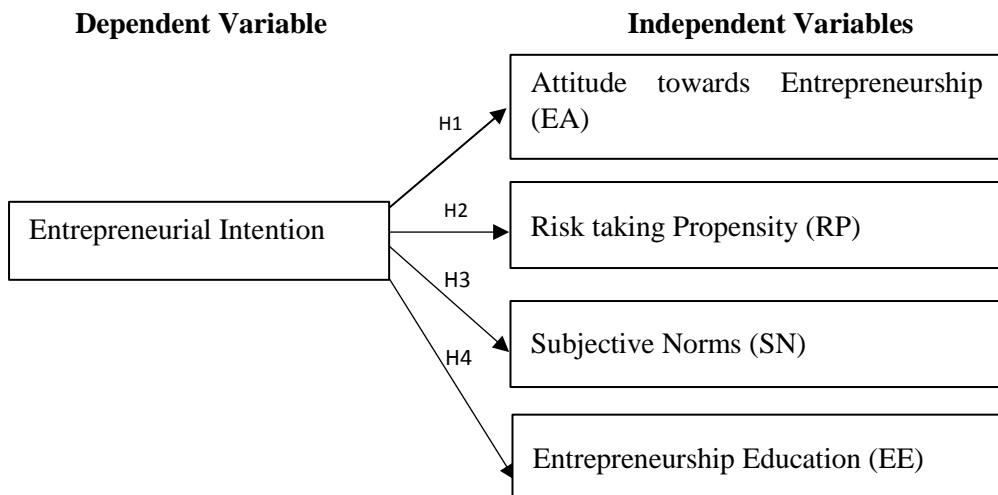 Dependent Variable
Independent Variables
Attitude towards Entrepreneurship
(EA)
H1
Entrepreneurial Intention
H2
Risk taking Propensity (RP)
H3
Subjective Norms (SN)
H4
Entrepreneurship Education (EE)